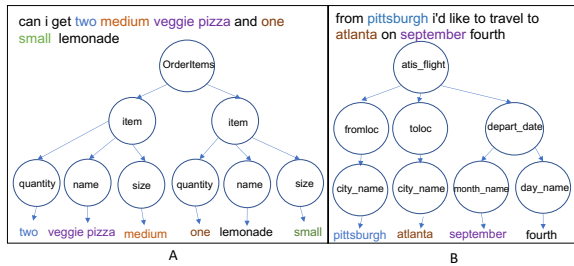 can i get two medium veggie pizza and one
small lemonade
OrderItems
item
item
quantity
name
size
quantity
name
size
two
veggie pizza
medium
one
lemonade
small
A
from pittsburgh i'd like to travel to
atlanta on september fourth
atis_flight
fromloc
toloc
depart_date
city_name
city_name
month_name
day_name
pittsburgh
atlanta
september
fourth
B